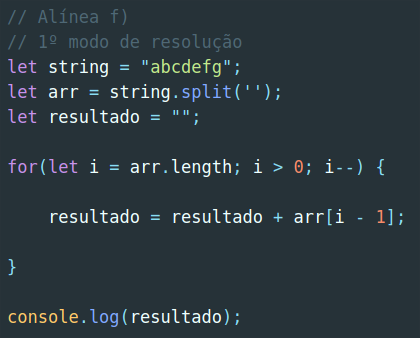 // Alínea f)
// 1º modo de resolução
let string = "abcdefg";
let arr = string.split('');
let resultado = "";
for(let i = arr.length; i > 0; i--) {
resultado = resultado + arr[i - 1];
}
console.log(resultado);